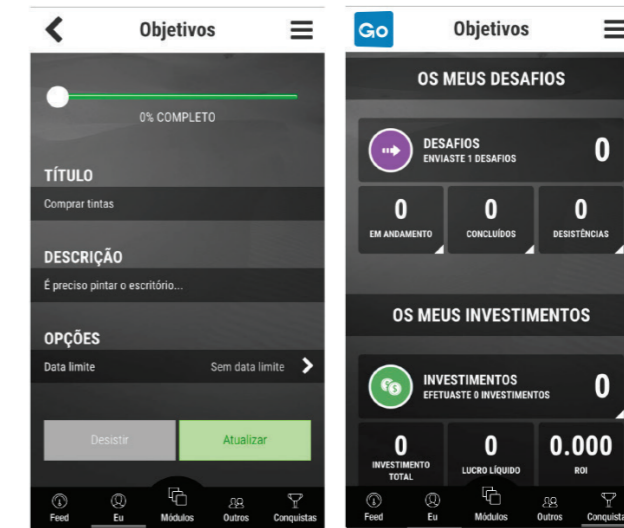 Objetivos
0% COMPLETO
TÍTULO
Comprar tintas
DESCRIÇÃO
É preciso pintar o escritório...
OPÇÕES
Data limite Sem data limite
Desistir Atualizar
Feed Eu Módulos Outros Conquistas
Go Objetivos
OS MEUS DESAFIOS
DESAFIOS
ENVIASTE 1 DESAFIOS
0
0 0 0
EM ANDAMENTO CONCLUÍDOS DESISTÊNCIAS
OS MEUS INVESTIMENTOS
INVESTIMENTOS
EFETUASTE 0 INVESTIMENTOS
0
0 0 0.000
INVESTIMENTO TOTAL LUCRO LÍQUIDO ROI
Feed Eu Módulos Outros Conquista